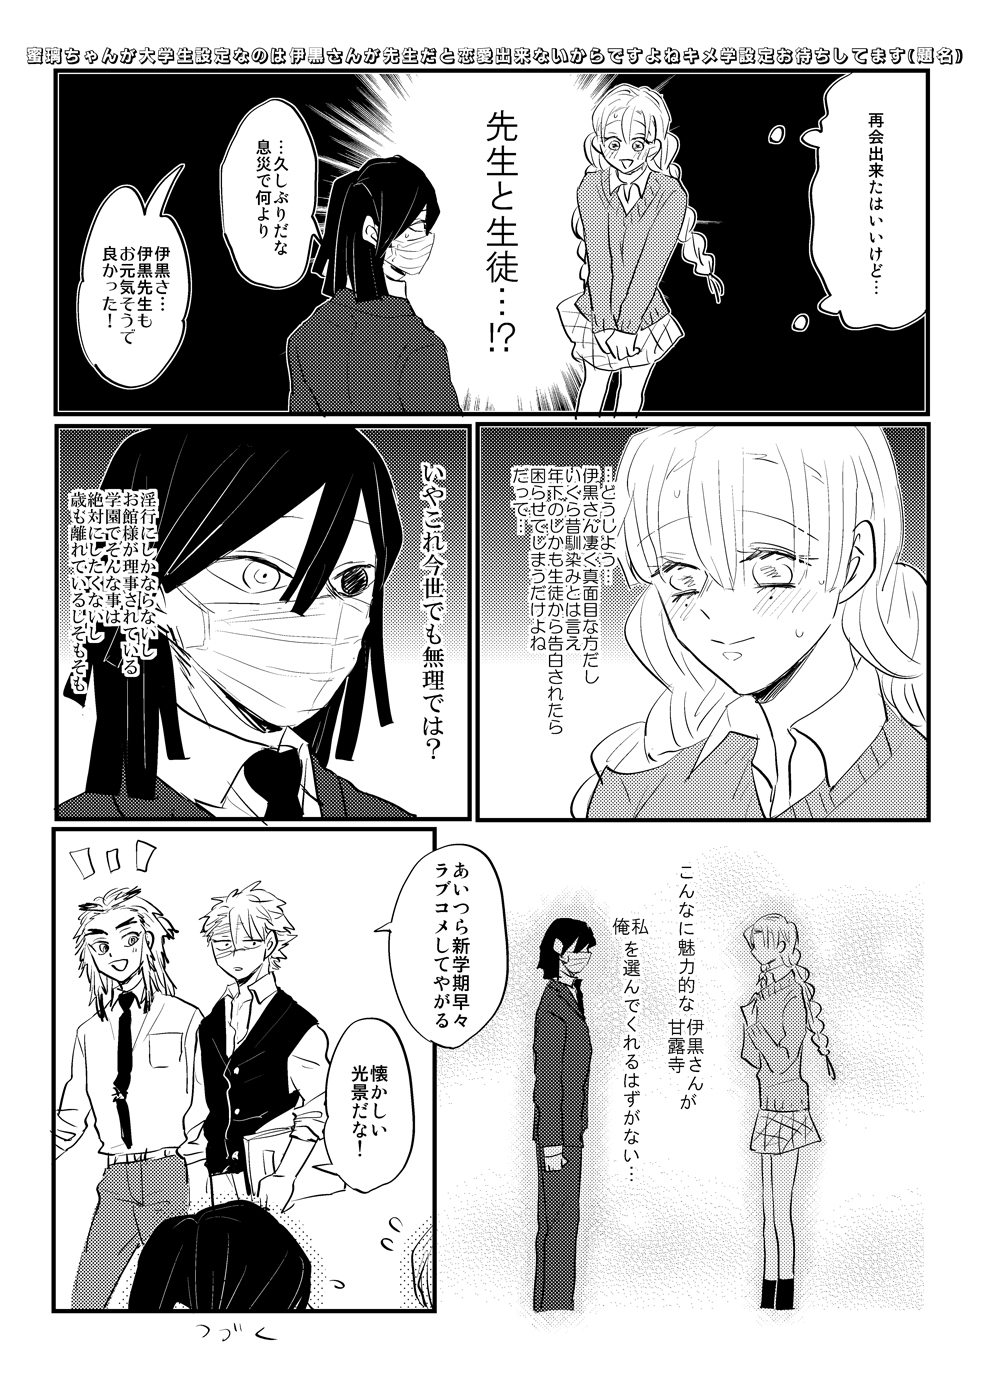 蜜璃ちゃんが大学生設定なのは伊黒さんが先生だと恋愛出来ないからですよねキメ学設定お待ちしてます(題名)
再会出来たはいいけど…
先生と生徒…!?
…久しぶりだな
息災で何より
伊黒さ…
伊黒先生も
お元気そうで
良かった!
…どうしよう…
伊黒さん凄く真面目な方だし
いくら昔馴染みとは言え
年下のしかも生徒から告白されたら
困らせてしまうだけよね
だって…
いやこれ今世でも無理では?
淫行にしかならないし
お館様が理事されている
学園でそんな事は
絶対にしたくないし
歳も離れているしそもそも
こんなに魅力的な
伊黒さんが
甘露寺
私
俺
を選んでくれるはずがない…
あいつら新学期早々
ラブコメしてやがる
懐かしい
光景だな!
つづく